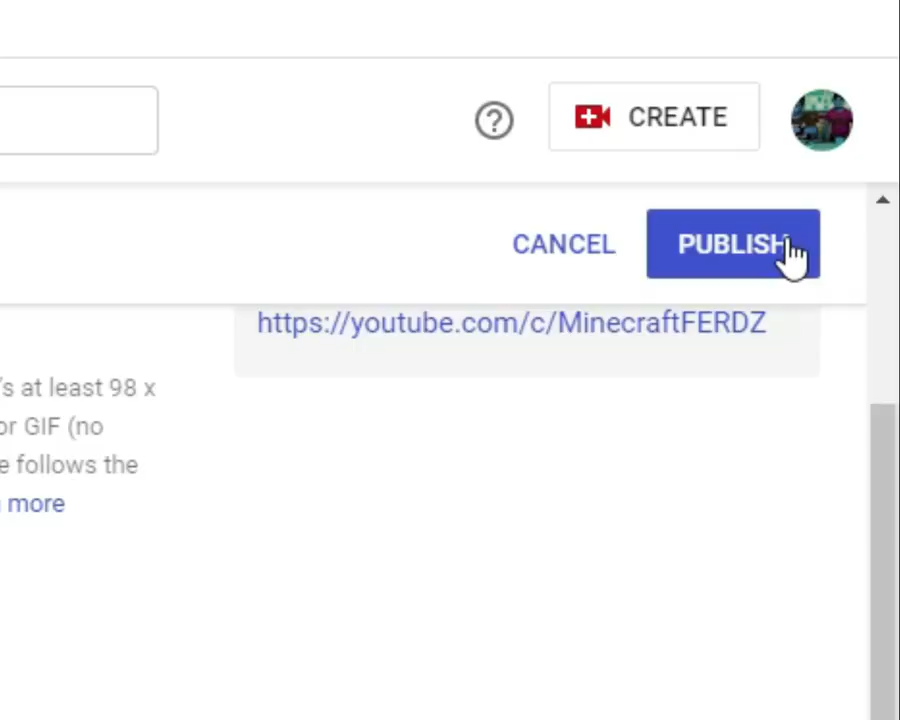 CREATE
CANCEL PUBLISH
https://youtube.com/c/MinecraftFERDZ
's at least 98 x
or GIF (no
e follows the
more